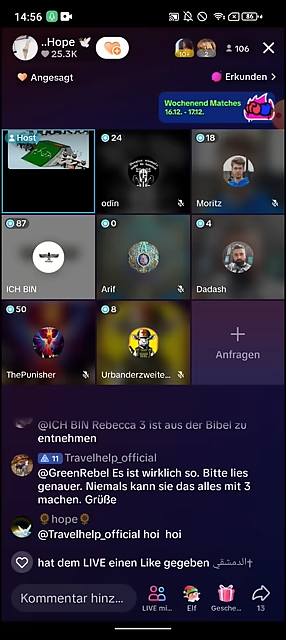 14:56
86
..Hope 🕊
25.3K
10+
2
106
Angesagt
Erkunden >
Wochenend Matches
16.12. - 17.12.
Host
24
odin
18
Moritz
87
ICH BIN
0
Arif
4
Dadash
50
ThePunisher
8
Urbanderzweite...
+
Anfragen
@ICH BIN Rebecca 3 ist aus der Bibel zu
entnehmen
11 Travelhelp_official
@GreenRebel Es ist wirklich so. Bitte lies
genauer. Niemals kann sie das alles mit 3
machen. Grüße
🌻hope🌻
@Travelhelp_official hoi hoi
hat dem LIVE einen Like gegeben الدمشقي†
Kommentar hinz...
LIVE mi...
Elf
Gesche...
13